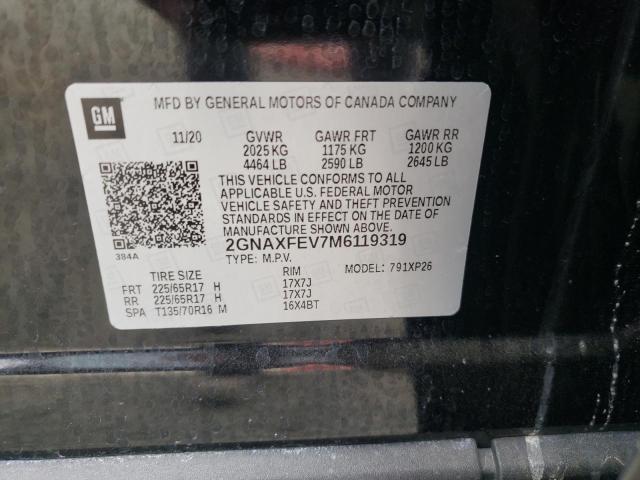 GM
MFD BY GENERAL MOTORS OF CANADA COMPANY
11/20 GVWR GAWR FRT GAWR RR
2025 KG 1175 KG 1200 KG
4464 LB 2590 LB 2645 LB
THIS VEHICLE CONFORMS TO ALL
APPLICABLE U.S. FEDERAL MOTOR
VEHICLE SAFETY AND THEFT PREVENTION
STANDARDS IN EFFECT ON THE DATE OF
MANUFACTURE SHOWN ABOVE.
384A 2GNAXFEV7M6119319
TYPE: M.P.V.
TIRE SIZE RIM MODEL: 791XP26
FRT 225/65R17 H 17X7J
RR 225/65R17 H 17X7J
SPA T135/70R16 M 16X4BT